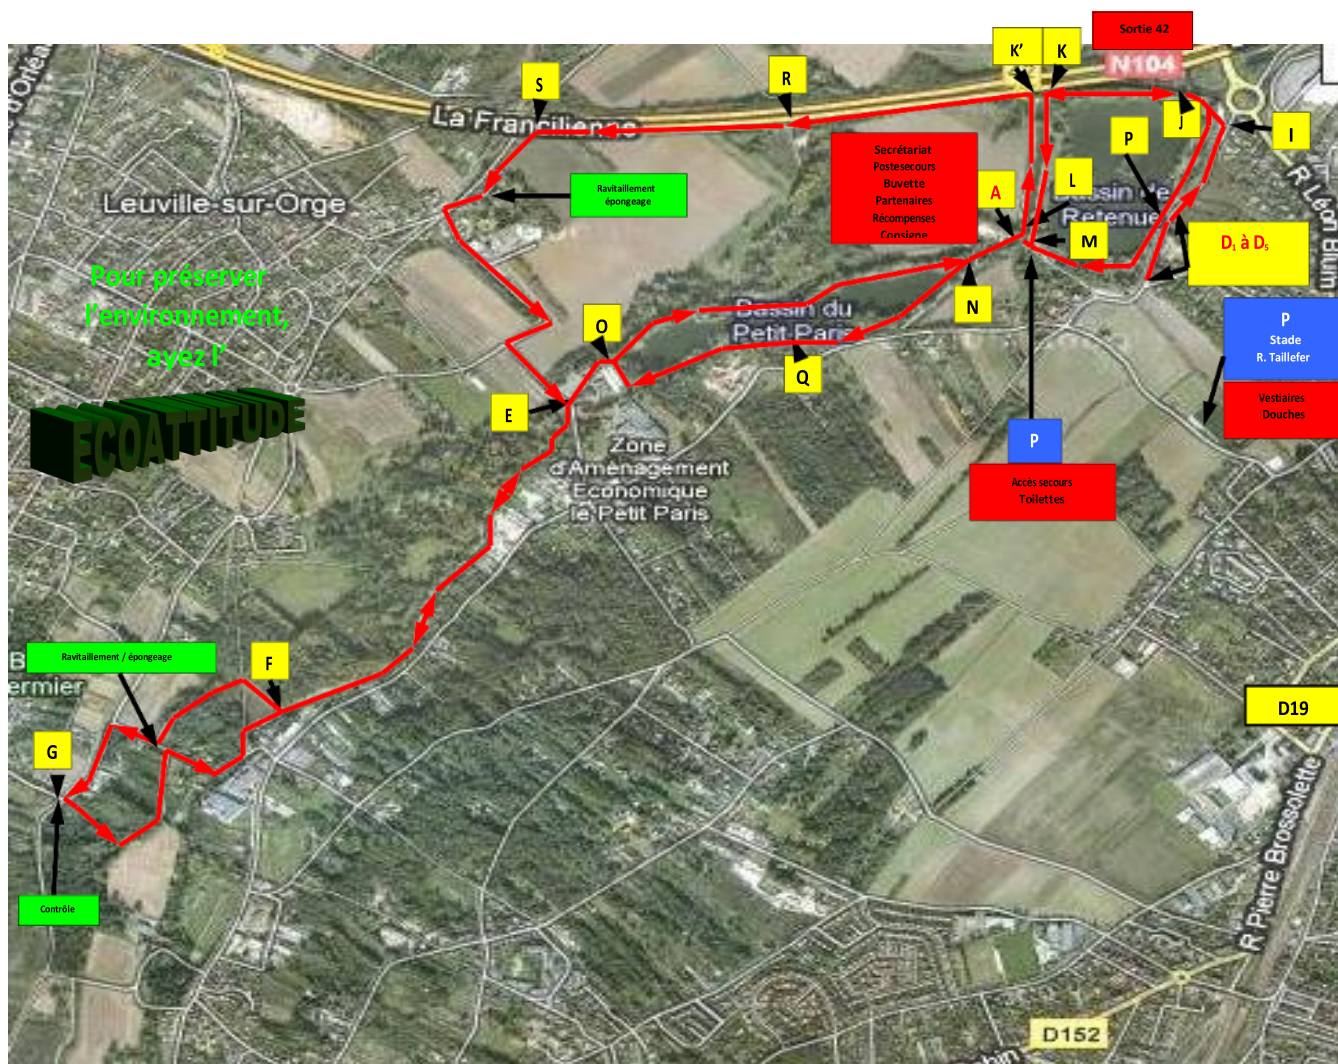 Sortie 42
K'
K
N104
S
R
La Francilienne
J
I
P
Secrétariat
Postesecours
Buvette
Partenaires
Récompenses
Consigne
A
L
Bassin de
Retenue
M
D1 à D5
R Léon Blum
Ravitaillement
épongeage
Leuville-sur-Orge
Pour préserver
l'environnement,
ayez l'
ECOATTITUDE
O
N
Bassin du
Petit-Paris
Q
E
P
Stade
R. Taillefer
Vestiaires
Douches
Zone
d'Aménagement
Economique
le Petit Paris
P
Accès secours
Toilettes
Ravitaillement / épongeage
F
ermier
G
Contrôle
D19
R Pierre Brossolette
D152